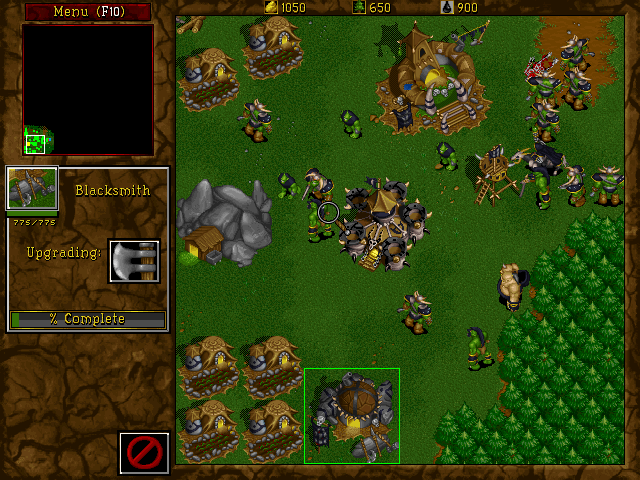 Menu (F10)
1050
650
900
Blacksmith
775/775
Upgrading:
% Complete